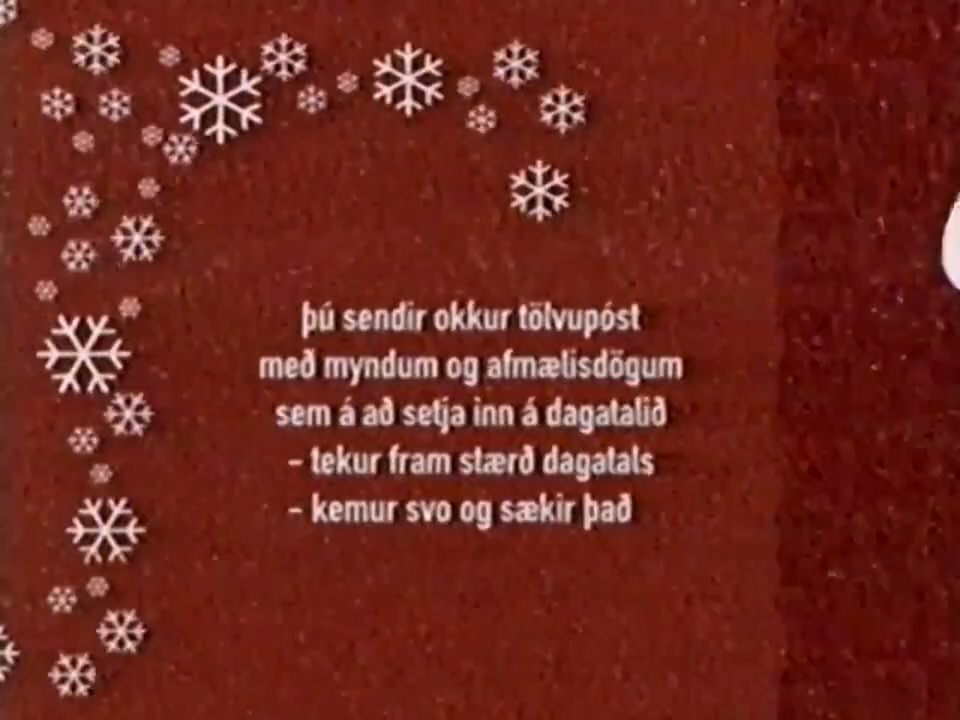 þú sendir okkur tölvupóst
með myndum og afmælisdögum
sem á að setja inn á dagatalið
- tekur fram stærð dagatals
- kemur svo og sækir það